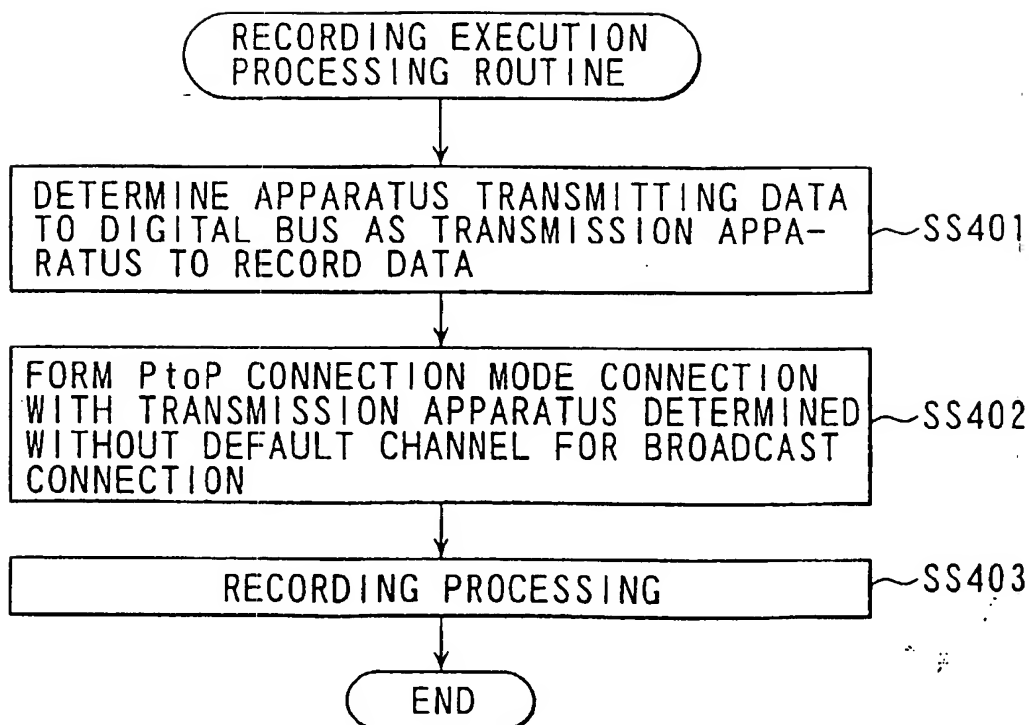 RECORDING EXECUTION
PROCESSING ROUTINE
DETERMINE APPARATUS TRANSMITTING DATA
TO DIGITAL BUS AS TRANSMISSION APPA-
RATUS TO RECORD DATA
SS401
FORM PtoP CONNECTION MODE CONNECTION
WITH TRANSMISSION APPARATUS DETERMINED
WITHOUT DEFAULT CHANNEL FOR BROADCAST
CONNECTION
SS402
RECORDING PROCESSING
SS403
END